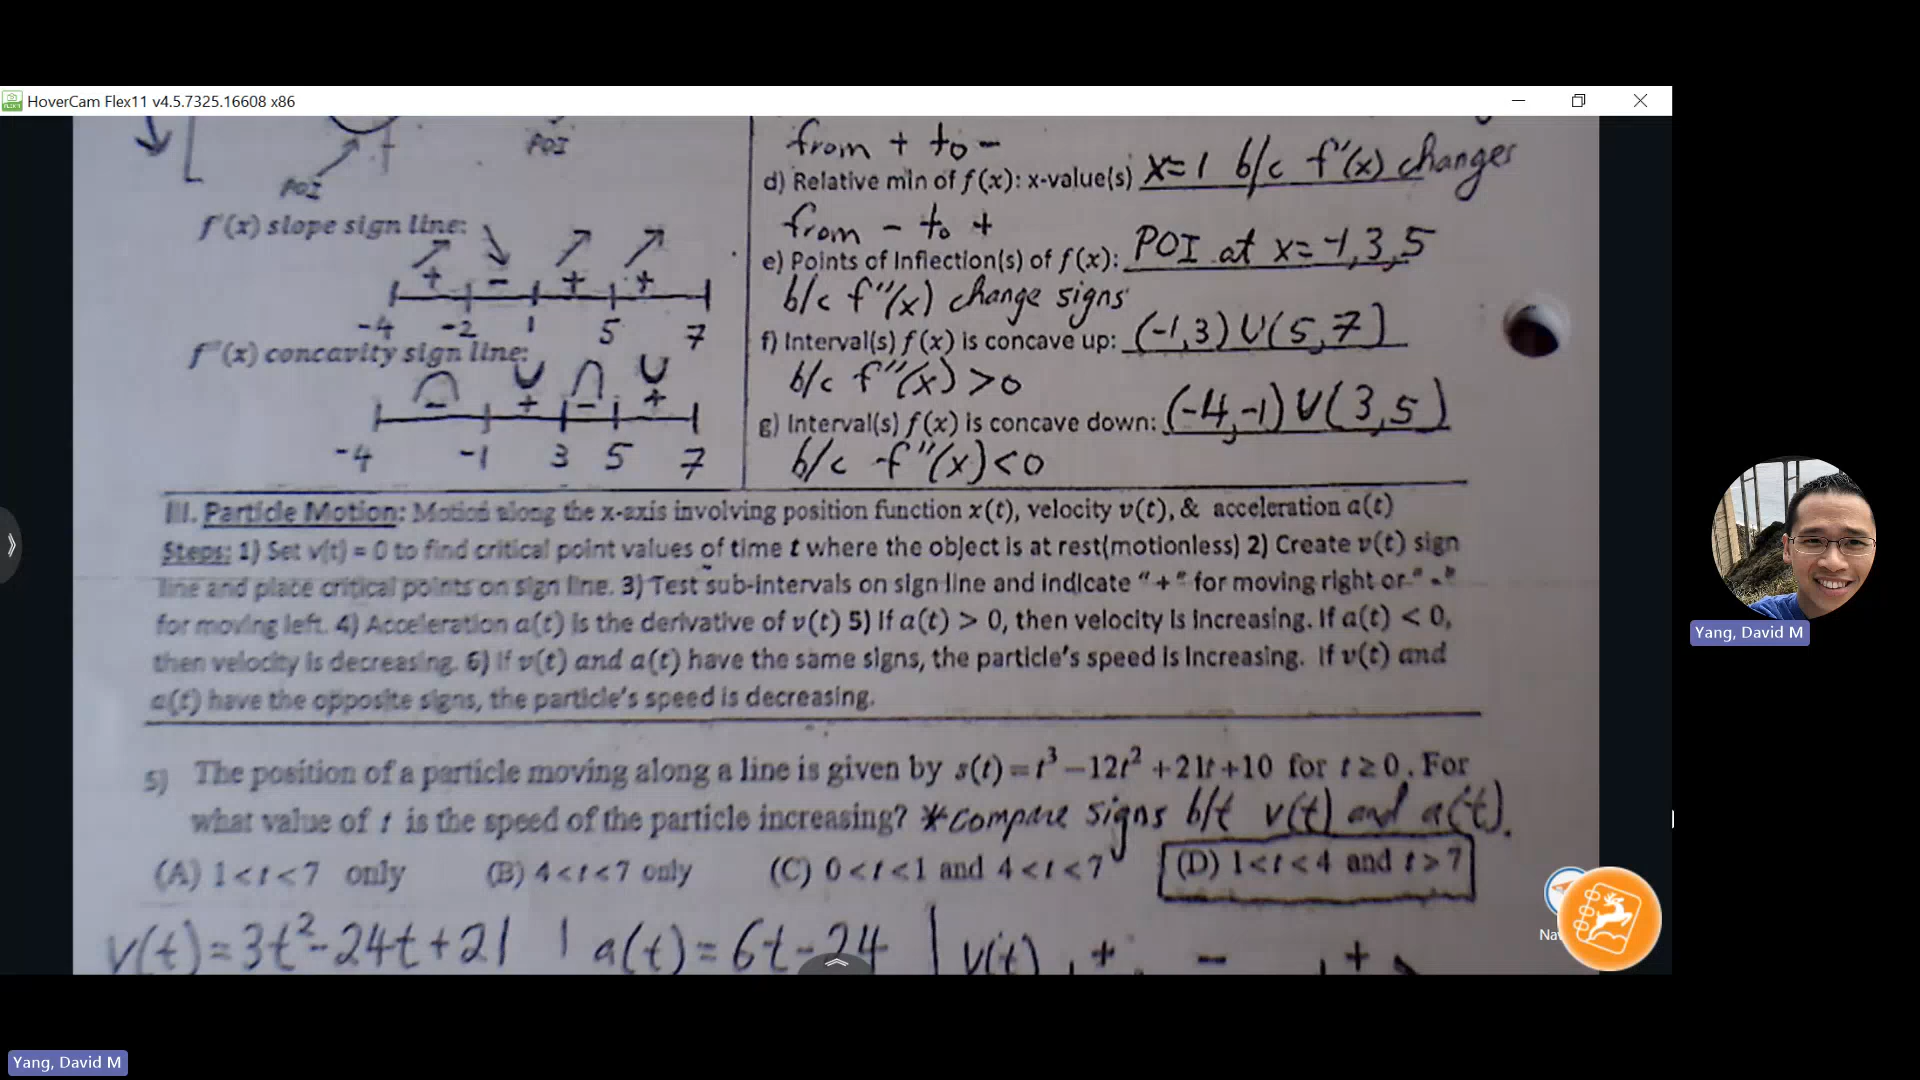 HoverCam Flex11 v4.5.7325.16608 x86
POI
POI
f'(x) slope sign line:
+ - + +
-4 -2 1 5 7
f''(x) concavity sign line:
- + - +
-4 -1 3 5 7
from + to -
d) Relative min of f(x): x-value(s) x=1 b/c f'(x) changes
from - to +
e) Points of Inflection(s) of f(x): POI at x=-1,3,5
b/c f''(x) change signs
f) Interval(s) f(x) is concave up: (-1,3) U (5,7)
b/c f''(x) >0
g) Interval(s) f(x) is concave down: (-4,-1) U (3,5)
b/c f''(x) <0
III. Particle Motion: Motion along the x-axis involving position function x(t), velocity v(t), & acceleration a(t)
Steps: 1) Set v(t) = 0 to find critical point values of time t where the object is at rest(motionless) 2) Create v(t) sign
line and place critical points on sign line. 3) Test sub-intervals on sign line and indicate "+" for moving right or "-"
for moving left. 4) Acceleration a(t) is the derivative of v(t) 5) If a(t) > 0, then velocity is increasing. If a(t) < 0,
then velocity is decreasing. 6) If v(t) and a(t) have the same signs, the particle's speed is increasing. If v(t) and
a(t) have the opposite signs, the particle's speed is decreasing.
5) The position of a particle moving along a line is given by s(t) = t³ - 12t² + 21t + 10 for t ≥ 0. For
what value of t is the speed of the particle increasing? *compare signs b/t v(t) and a(t).
(A) 1 < t < 7 only (B) 4 < t < 7 only (C) 0 < t < 1 and 4 < t < 7 (D) 1 < t < 4 and t > 7
v(t) = 3t² - 24t + 21 | a(t) = 6t - 24 | v(t) + - +
Yang, David M
Yang, David M